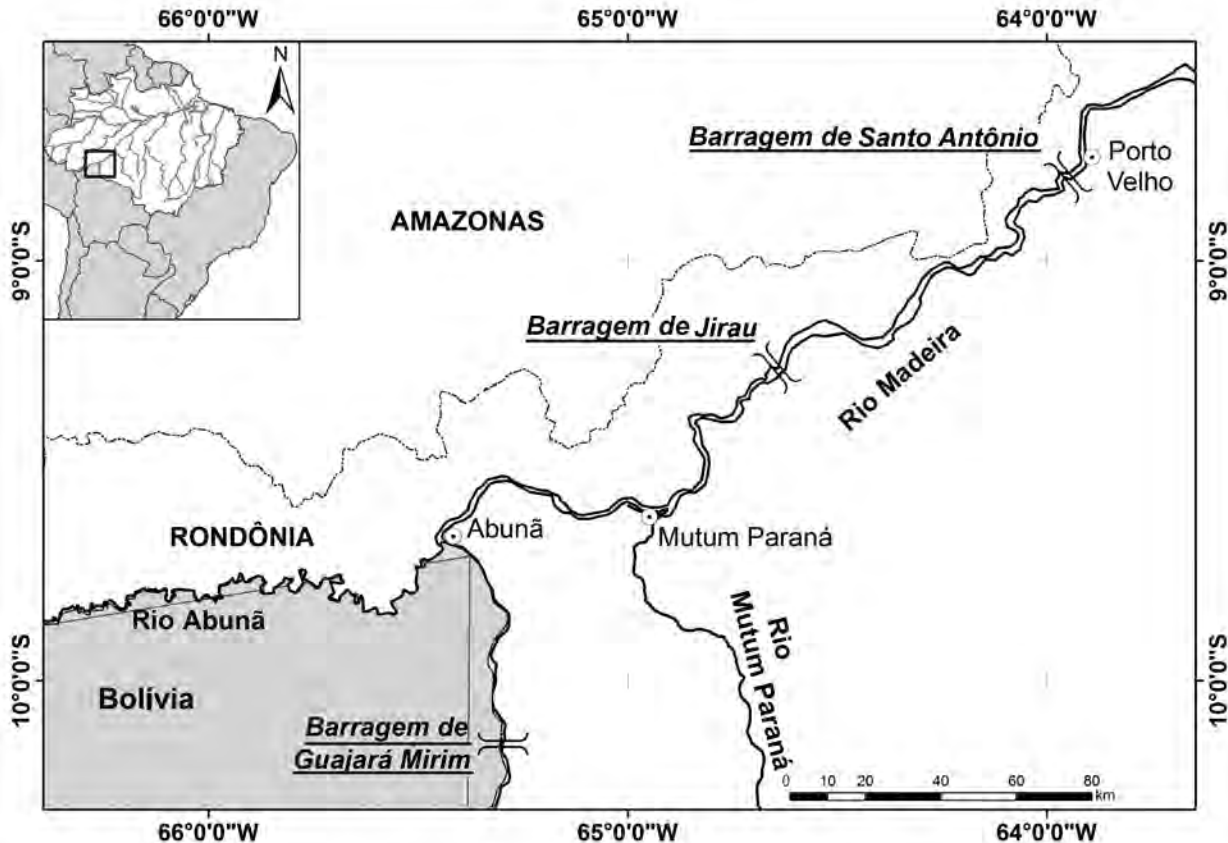 66°0'0"W 65°0'0"W 64°0'0"W
N
Barragem de Santo Antônio
Porto
Velho
AMAZONAS
9°0'0"S
9°0'0"S
Barragem de Jirau
Rio Madeira
RONDÔNIA
Abunã
Mutum Paraná
Rio Abunã
Rio
Mutum Paraná
Bolívia
10°0'0"S
10°0'0"S
Barragem de
Guajará Mirim
0 10 20 40 60 80
km
66°0'0"W 65°0'0"W 64°0'0"W